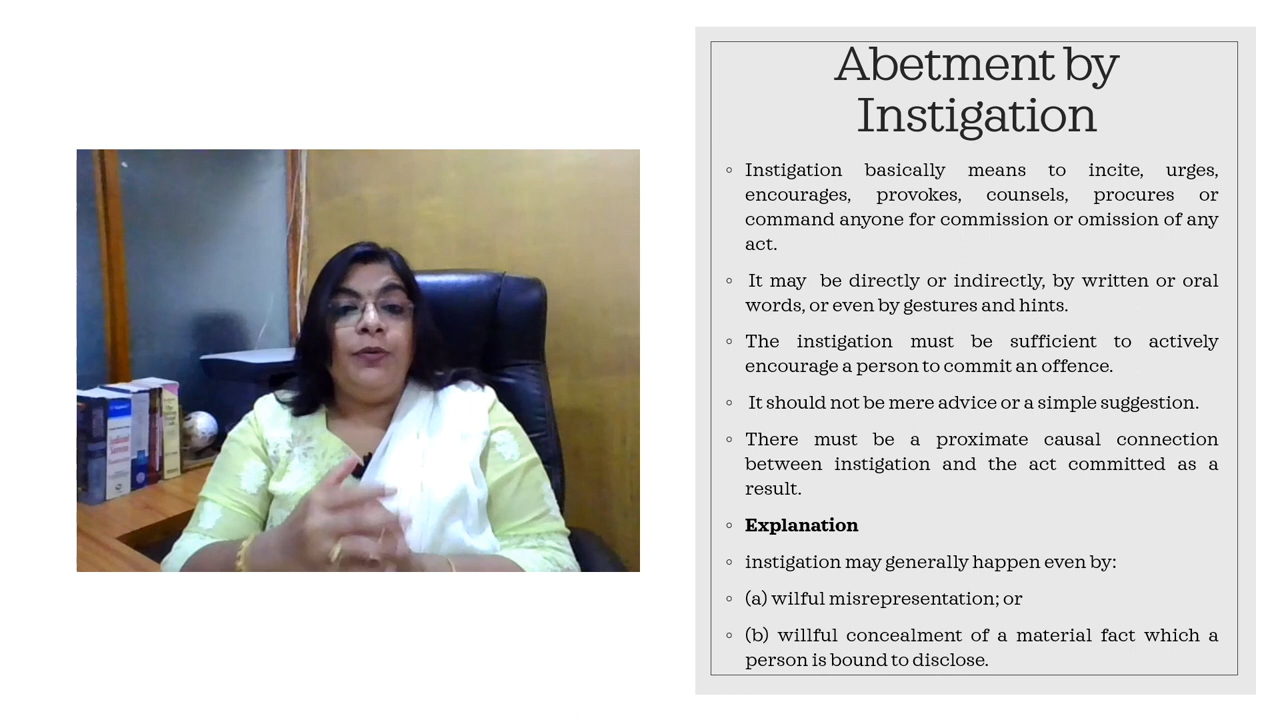 Abetment by
Instigation
Instigation basically means to incite, urges,
encourages, provokes, counsels, procures or
command anyone for commission or omission of any
act.
It may be directly or indirectly, by written or oral
words, or even by gestures and hints.
The instigation must be sufficient to actively
encourage a person to commit an offence.
It should not be mere advice or a simple suggestion.
There must be a proximate causal connection
between instigation and the act committed as a
result.
Explanation
instigation may generally happen even by:
(a) wilful misrepresentation; or
(b) willful concealment of a material fact which a
person is bound to disclose.